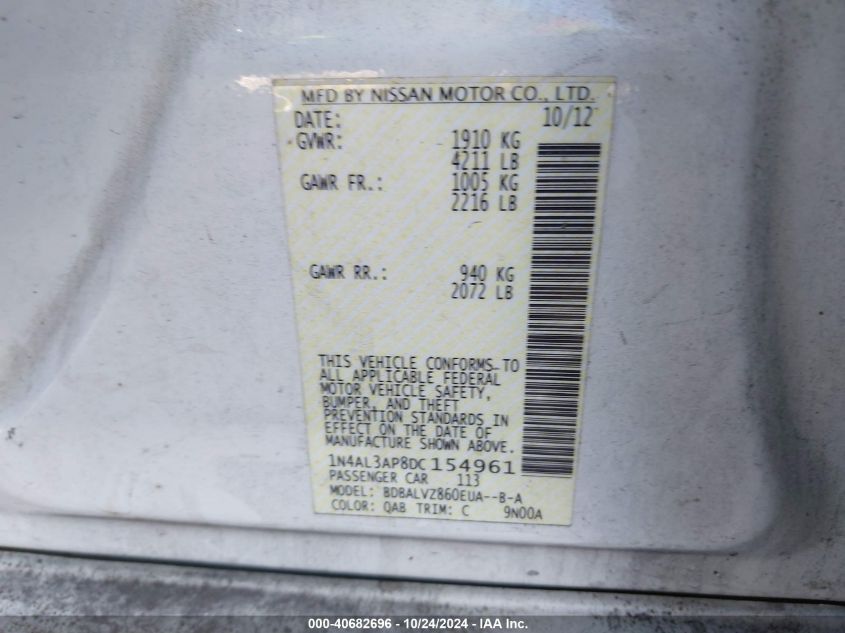 MFD BY NISSAN MOTOR CO., LTD.
DATE: 10/12
GVWR: 1910 KG
4211 LB
GAWR FR.: 1005 KG
2216 LB
GAWR RR.: 940 KG
2072 LB
THIS VEHICLE CONFORMS TO
ALL APPLICABLE FEDERAL
MOTOR VEHICLE SAFETY,
BUMPER, AND THEFT
PREVENTION STANDARDS IN
EFFECT ON THE DATE OF
MANUFACTURE SHOWN ABOVE.
1N4AL3AP8DC154961
PASSENGER CAR 113
MODEL: BDBALVZ860EUA--B-A
COLOR: QAB TRIM: C 9N00A
000-40682696 - 10/24/2024 - IAA Inc.